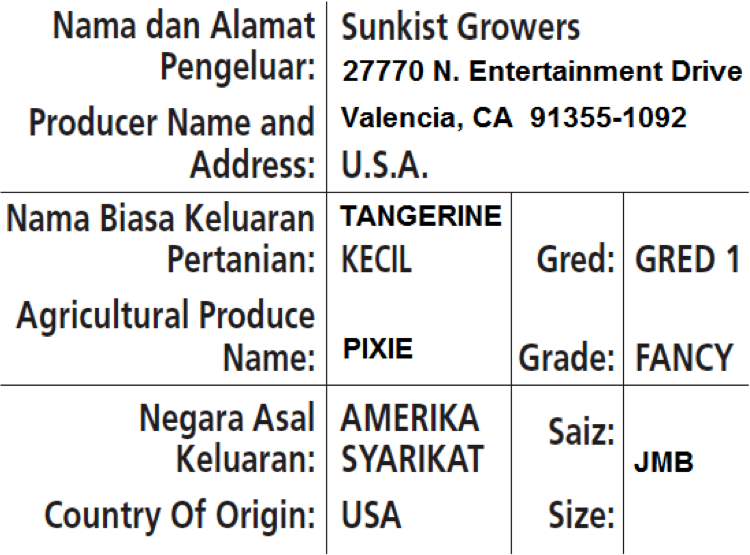 Nama dan Alamat Pengeluar:
Producer Name and Address:
Sunkist Growers
27770 N. Entertainment Drive
Valencia, CA 91355-1092
U.S.A.
Nama Biasa Keluaran Pertanian:
Agricultural Produce Name:
TANGERINE
KECIL
PIXIE
Gred:
GRED 1
Grade:
FANCY
Negara Asal Keluaran:
Country Of Origin:
AMERIKA
SYARIKAT
USA
Saiz:
Size:
JMB